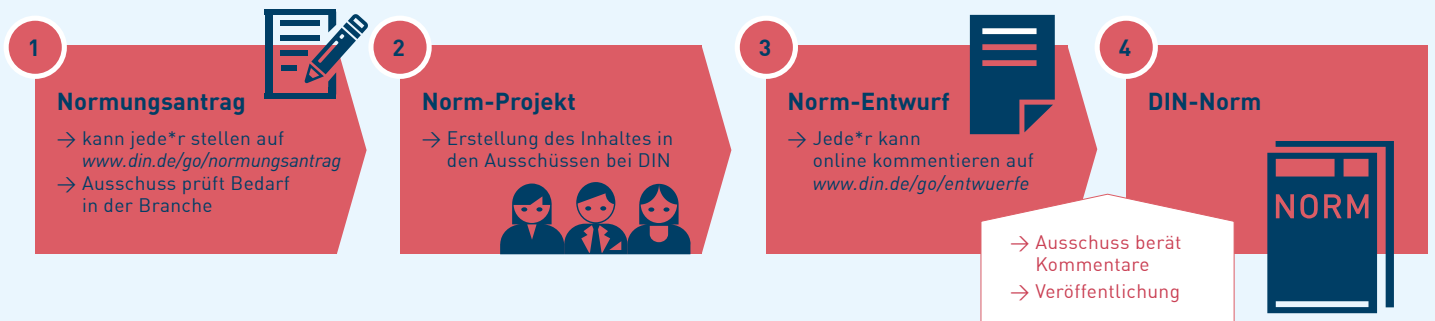 1
Normungsantrag
→ kann jede*r stellen auf
www.din.de/go/normungsantrag
→ Ausschuss prüft Bedarf
in der Branche
2
Norm-Projekt
→ Erstellung des Inhaltes in
den Ausschüssen bei DIN
3
Norm-Entwurf
→ Jede*r kann
online kommentieren auf
www.din.de/go/entwuerfe
→ Ausschuss berät
Kommentare
→ Veröffentlichung
4
DIN-Norm
NORM